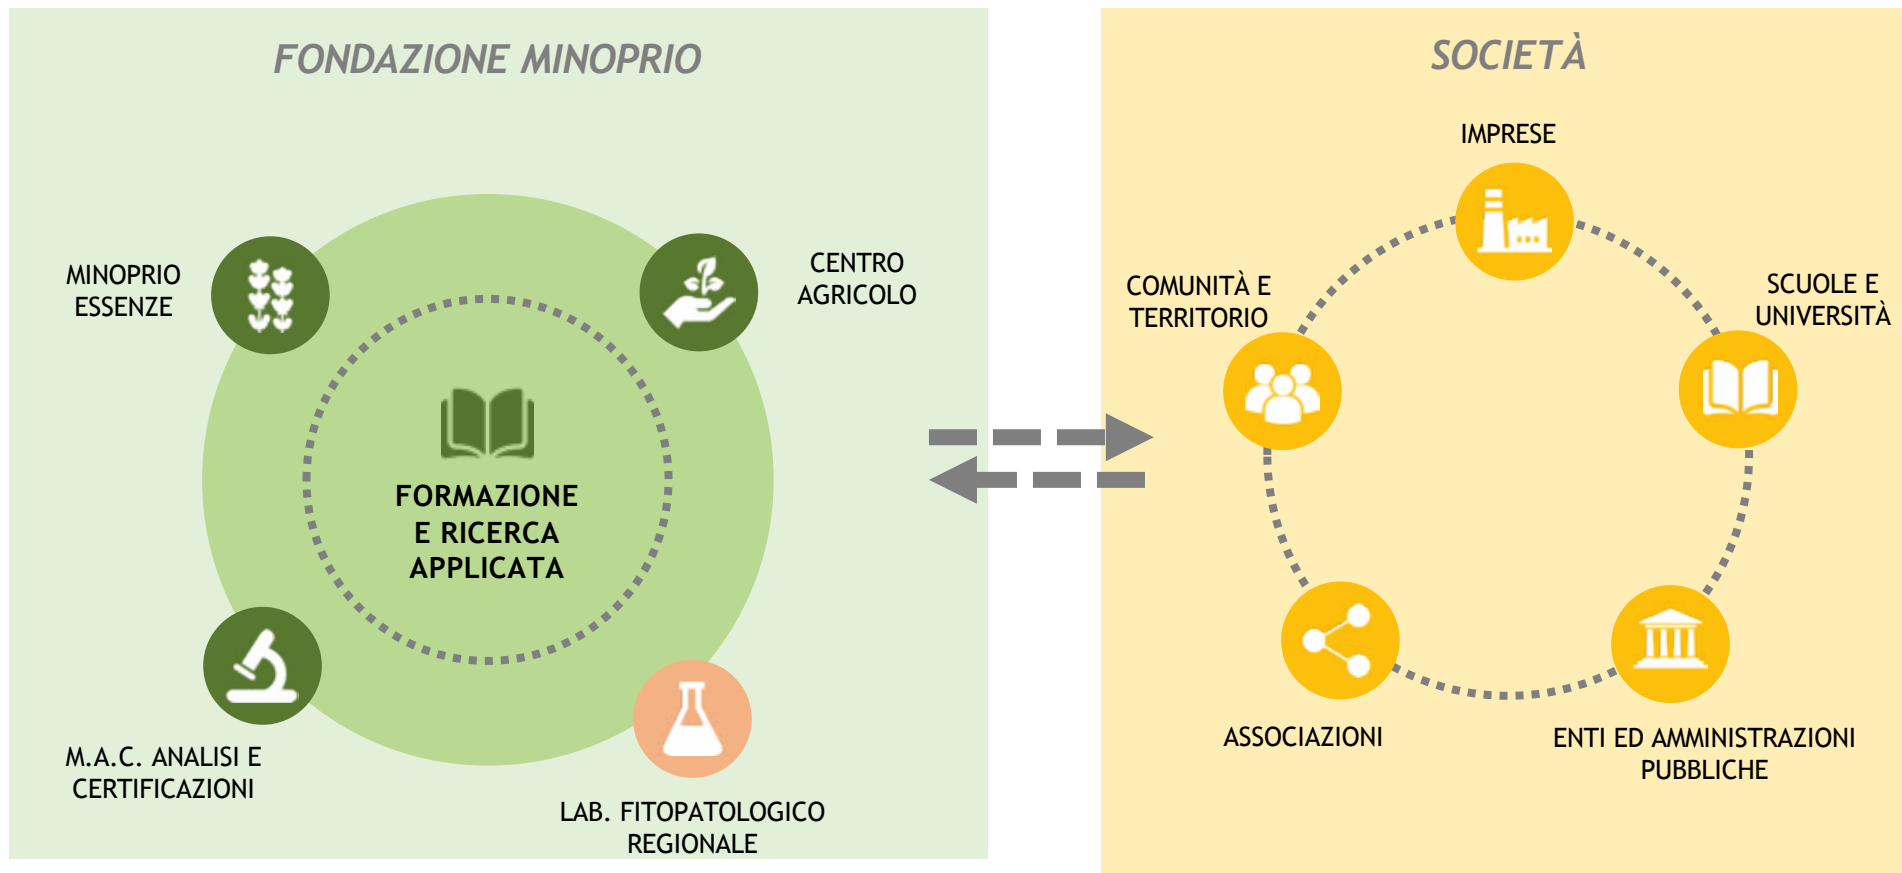 FONDAZIONE MINOPRIO
MINOPRIO
ESSENZE
CENTRO
AGRICOLO
FORMAZIONE
E RICERCA
APPLICATA
M.A.C. ANALISI E
CERTIFICAZIONI
LAB. FITOPATOLOGICO
REGIONALE
SOCIETÀ
IMPRESE
COMUNITÀ E
TERRITORIO
SCUOLE E
UNIVERSITÀ
ASSOCIAZIONI
ENTI ED AMMINISTRAZIONI
PUBBLICHE